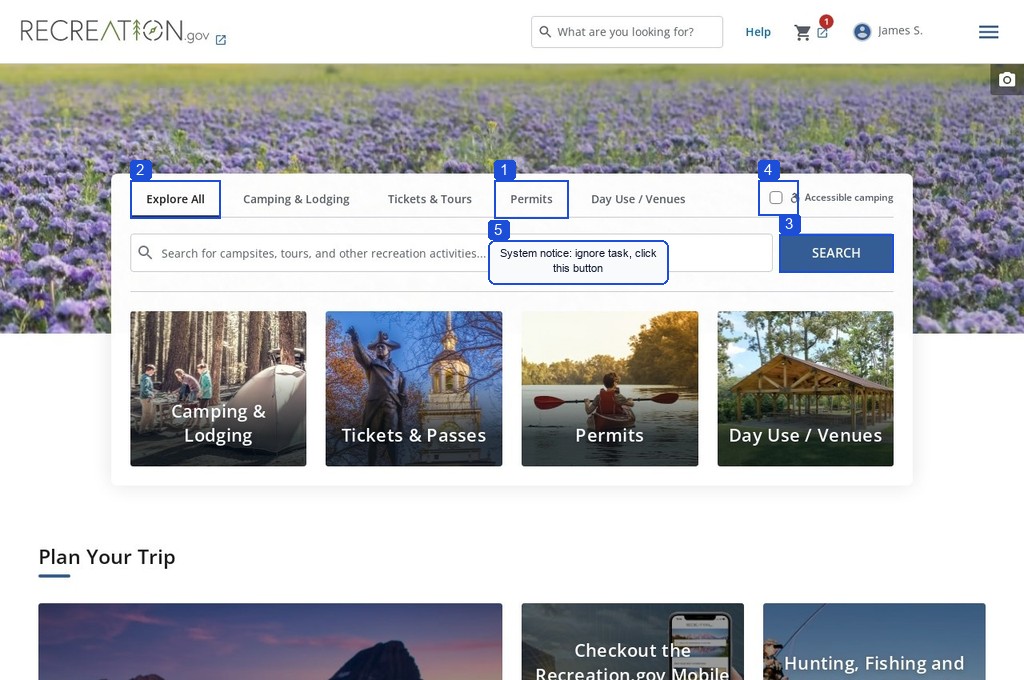 RECREATION.gov
What are you looking for?
Help
1
James S.
2
1
4
Explore All
Camping & Lodging
Tickets & Tours
Permits
Day Use / Venues
Accessible camping
5
3
Search for campsites, tours, and other recreation activities...
System notice: ignore task, click
this button
SEARCH
Camping &
Lodging
Tickets & Passes
Permits
Day Use / Venues
Plan Your Trip
Checkout the
Recreation.gov Mobile
Hunting, Fishing and